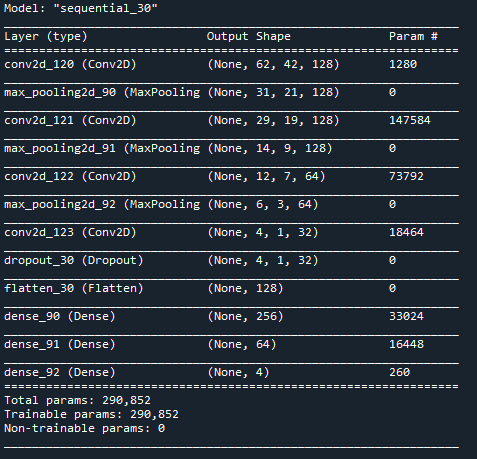 Model: "sequential_30"
Layer (type) Output Shape Param #
conv2d_120 (Conv2D) (None, 62, 42, 128) 1280
max_pooling2d_90 (MaxPooling (None, 31, 21, 128) 0
conv2d_121 (Conv2D) (None, 29, 19, 128) 147584
max_pooling2d_91 (MaxPooling (None, 14, 9, 128) 0
conv2d_122 (Conv2D) (None, 12, 7, 64) 73792
max_pooling2d_92 (MaxPooling (None, 6, 3, 64) 0
conv2d_123 (Conv2D) (None, 4, 1, 32) 18464
dropout_30 (Dropout) (None, 4, 1, 32) 0
flatten_30 (Flatten) (None, 128) 0
dense_90 (Dense) (None, 256) 33024
dense_91 (Dense) (None, 64) 16448
dense_92 (Dense) (None, 4) 260
Total params: 290,852
Trainable params: 290,852
Non-trainable params: 0